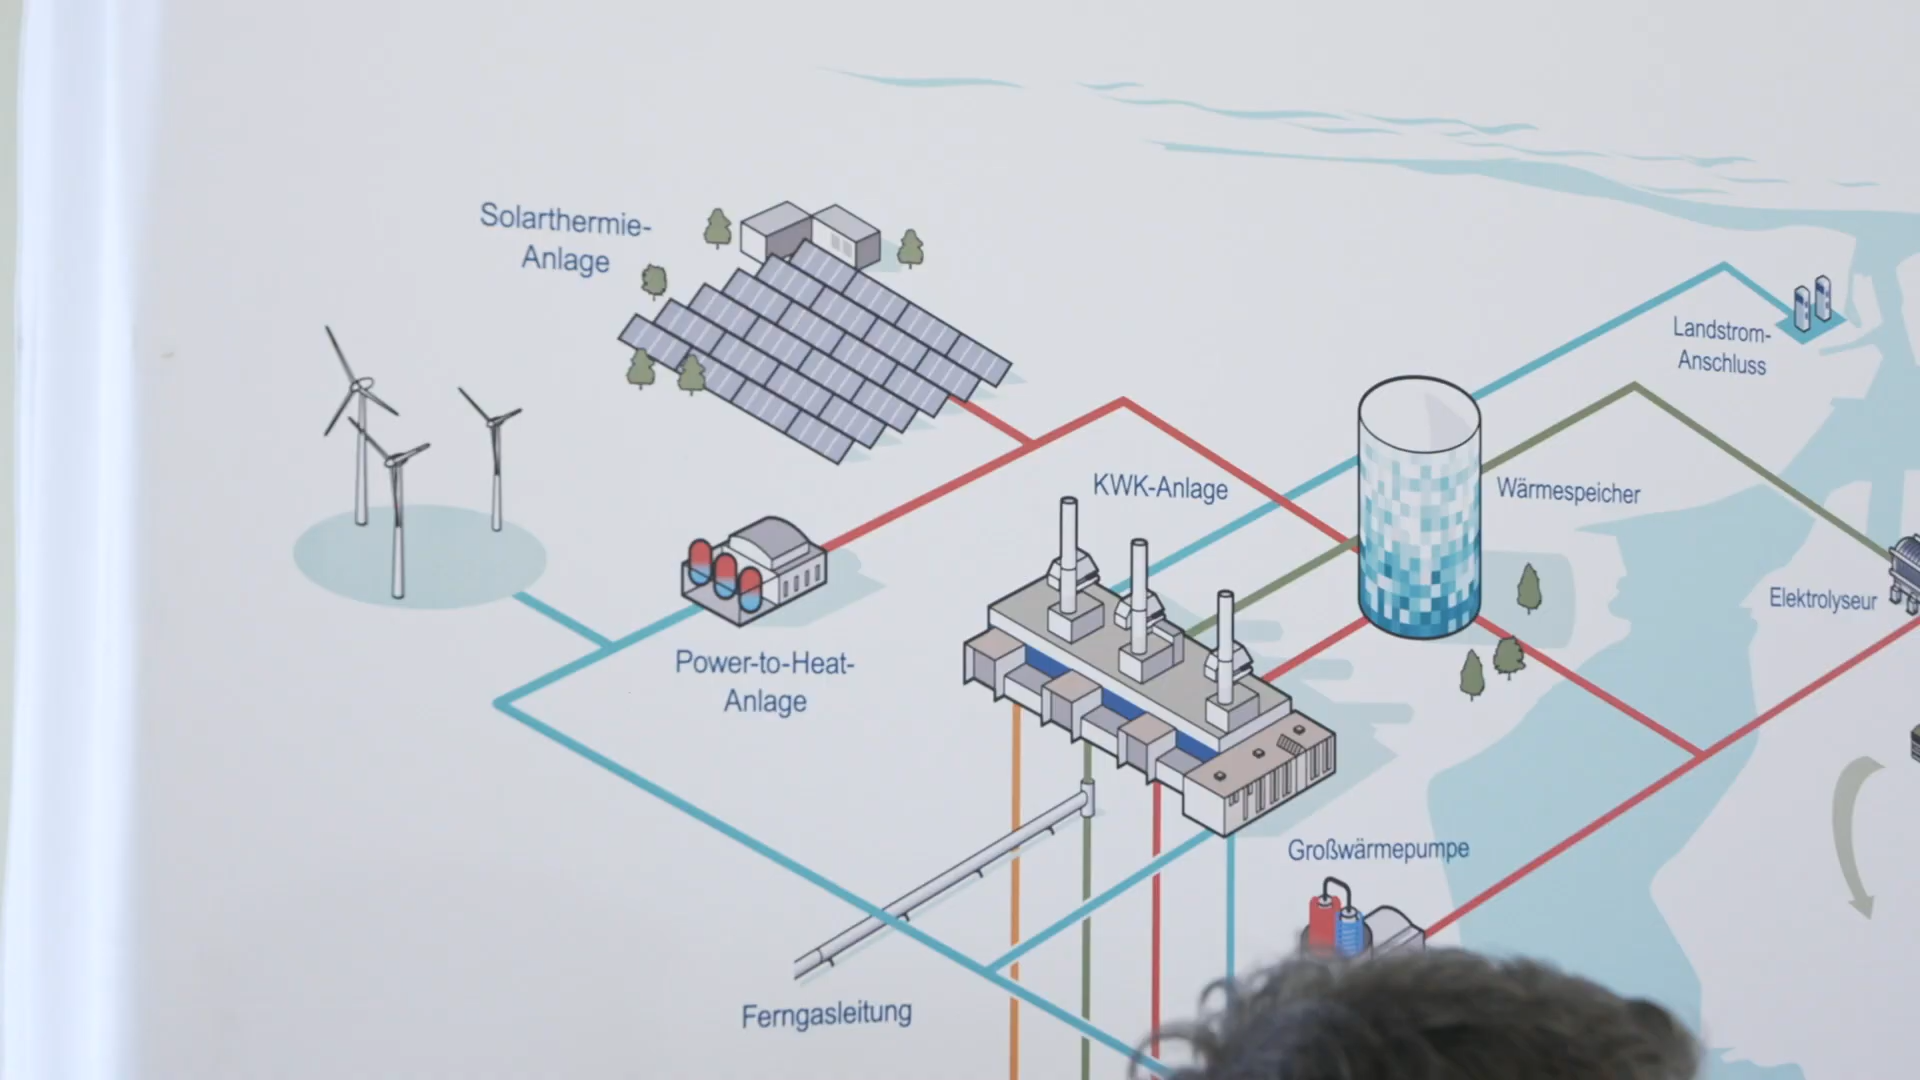 Solarthermie-
Anlage
Landstrom-
Anschluss
KWK-Anlage
Wärmespeicher
Elektrolyseur
Power-to-Heat-
Anlage
Großwärmepumpe
Ferngasleitung